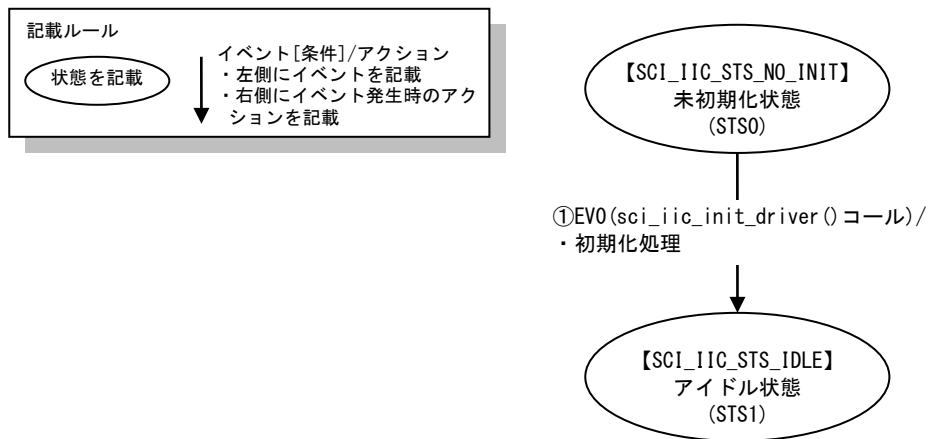 記載ルール
状態を記載
イベント[条件]/アクション
・左側にイベントを記載
・右側にイベント発生時のアク
ションを記載
【SCI_IIC_STS_NO_INIT】
未初期化状態
(STS0)
①EV0(sci_iic_init_driver()コール)/
・初期化処理
【SCI_IIC_STS_IDLE】
アイドル状態
(STS1)